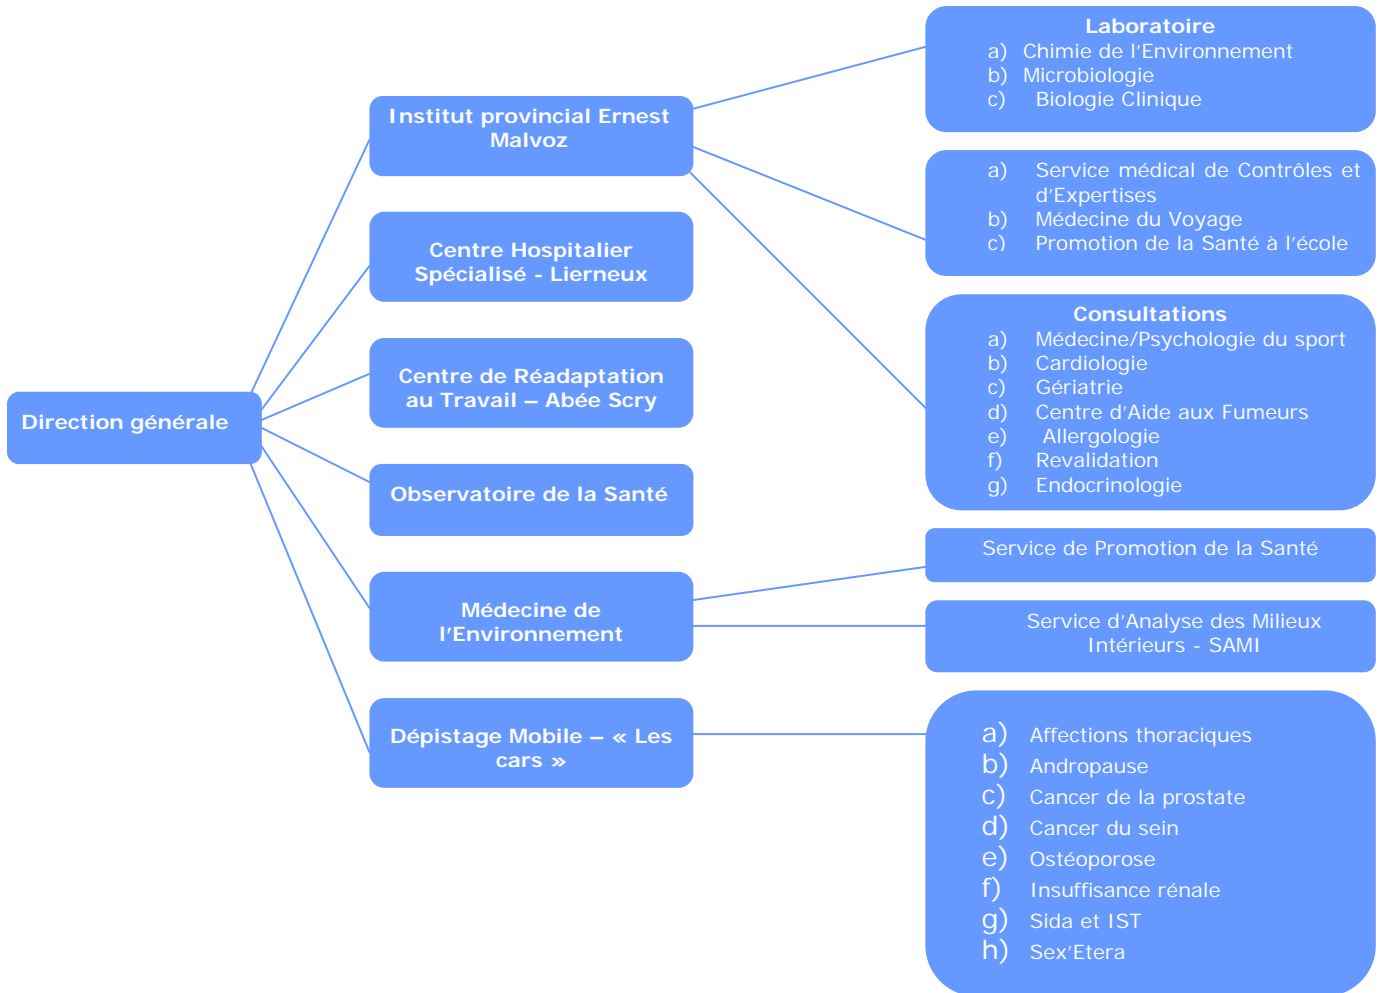 Direction générale
Institut provincial Ernest
Malvoz
Centre Hospitalier
Spécialisé - Lierneux
Centre de Réadaptation
au Travail – Abée Scry
Observatoire de la Santé
Médecine de
l'Environnement
Dépistage Mobile – « Les
cars »
Laboratoire
a) Chimie de l'Environnement
b) Microbiologie
c) Biologie Clinique
a) Service médical de Contrôles et
d'Expertises
b) Médecine du Voyage
c) Promotion de la Santé à l'école
Consultations
a) Médecine/Psychologie du sport
b) Cardiologie
c) Gériatrie
d) Centre d'Aide aux Fumeurs
e) Allergologie
f) Revalidation
g) Endocrinologie
Service de Promotion de la Santé
Service d'Analyse des Milieux
Intérieurs - SAMI
a) Affections thoraciques
b) Andropause
c) Cancer de la prostate
d) Cancer du sein
e) Ostéoporose
f) Insuffisance rénale
g) Sida et IST
h) Sex'Etera